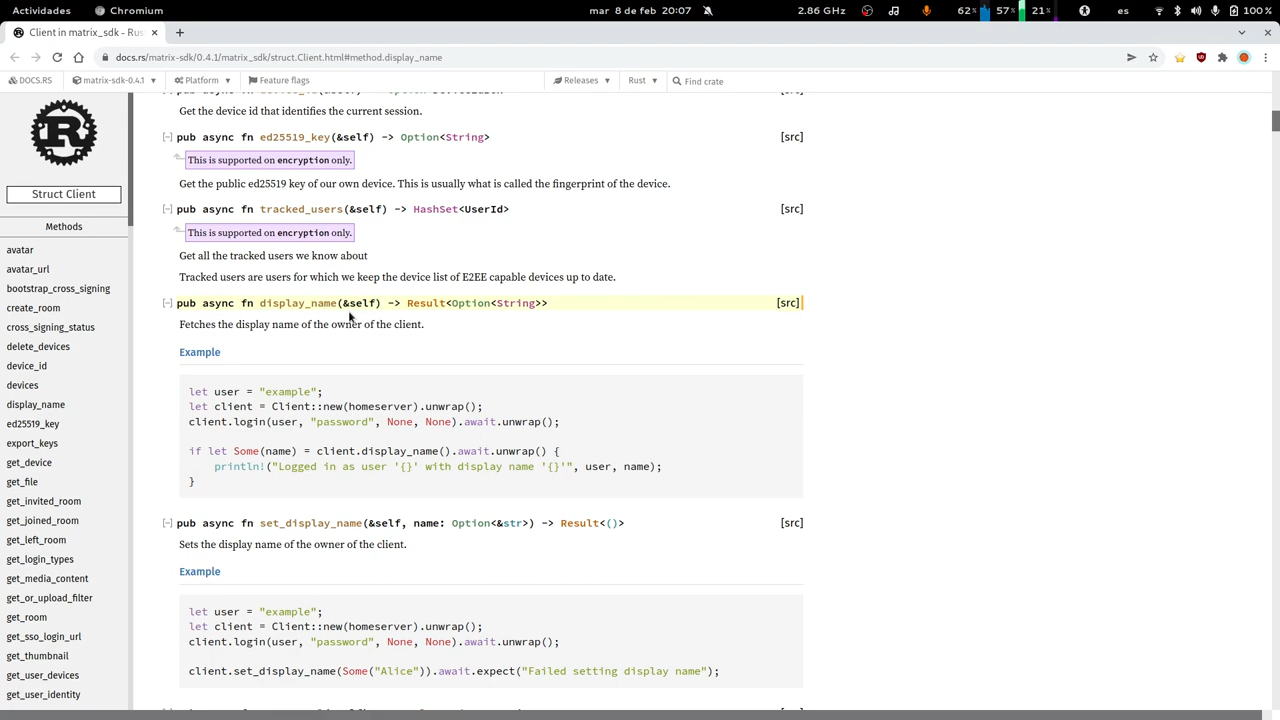 Actividades Chromium mar 8 de feb 20:07 2.86 GHz 62% 57% 21% es 100 %
Client in matrix_sdk - Rus
docs.rs/matrix-sdk/0.4.1/matrix_sdk/struct.Client.html#method.display_name
DOCS.RS matrix-sdk-0.4.1 Platform Feature flags Releases Rust Find crate
Get the device id that identifies the current session.
[−] pub async fn ed25519_key(&self) -> Option<String> [src]
This is supported on encryption only.
Get the public ed25519 key of our own device. This is usually what is called the fingerprint of the device.
[−] pub async fn tracked_users(&self) -> HashSet<UserId> [src]
This is supported on encryption only.
Get all the tracked users we know about
Tracked users are users for which we keep the device list of E2EE capable devices up to date.
[−] pub async fn display_name(&self) -> Result<Option<String>> [src]
Fetches the display name of the owner of the client.
Example
let user = "example";
let client = Client::new(homeserver).unwrap();
client.login(user, "password", None, None).await.unwrap();
if let Some(name) = client.display_name().await.unwrap() {
println!("Logged in as user '{}' with display name '{}'", user, name);
}
[−] pub async fn set_display_name(&self, name: Option<&str>) -> Result<()> [src]
Sets the display name of the owner of the client.
Example
let user = "example";
let client = Client::new(homeserver).unwrap();
client.login(user, "password", None, None).await.unwrap();
client.set_display_name(Some("Alice")).await.expect("Failed setting display name");
Struct Client
Methods
avatar
avatar_url
bootstrap_cross_signing
create_room
cross_signing_status
delete_devices
device_id
devices
display_name
ed25519_key
export_keys
get_device
get_file
get_invited_room
get_joined_room
get_left_room
get_login_types
get_media_content
get_or_upload_filter
get_room
get_sso_login_url
get_thumbnail
get_user_devices
get_user_identity